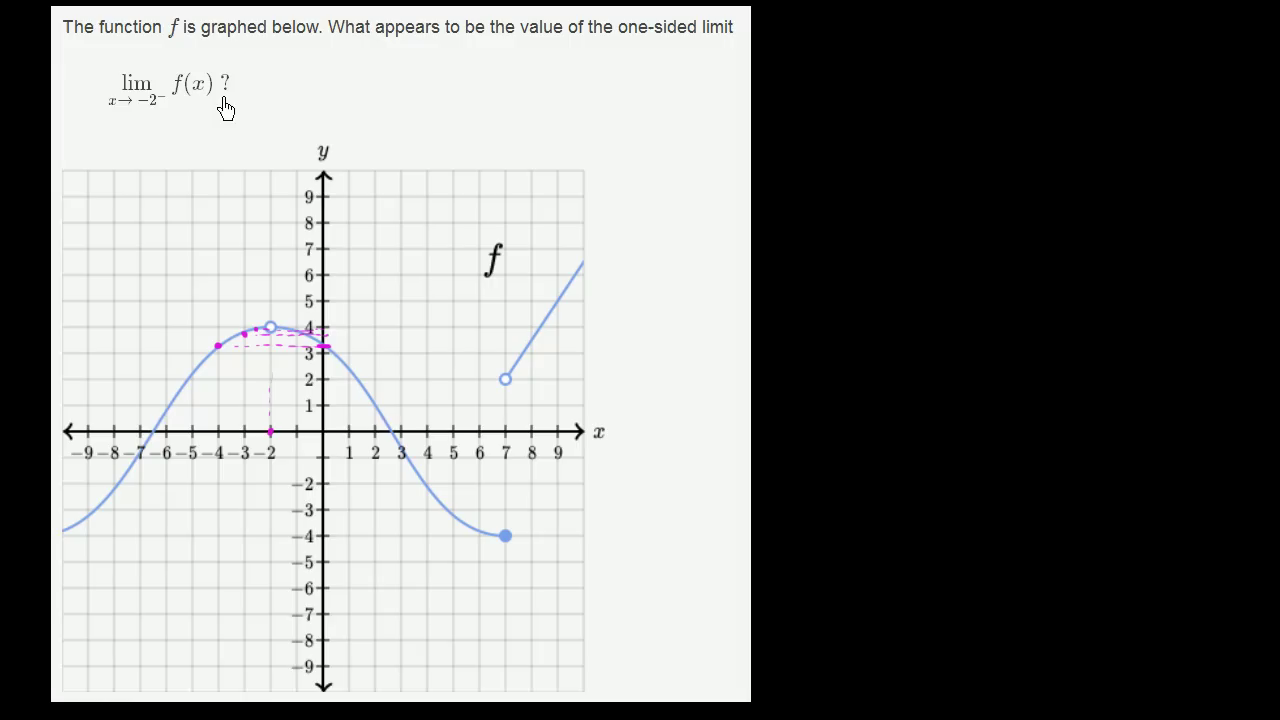 The function f is graphed below. What appears to be the value of the one-sided limit
lim f(x) ?
x→ −2⁻
y
9
8
7
f
6
5
4
3
2
1
x
−9 −8 −7 −6 −5 −4 −3 −2 1 2 3 4 5 6 7 8 9
−2
−3
−4
−5
−6
−7
−8
−9